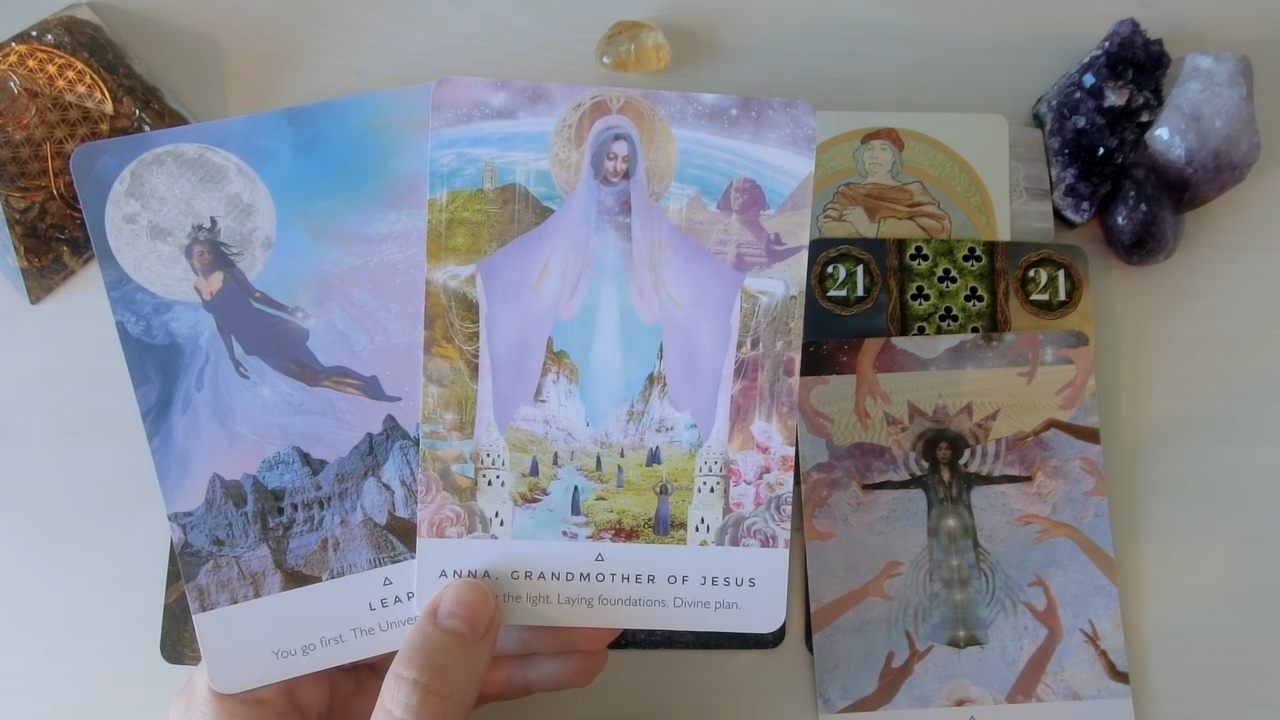 LEAP
You go first. The Univer
ANNA, GRANDMOTHER OF JESUS
the light. Laying foundations. Divine plan.
21 21